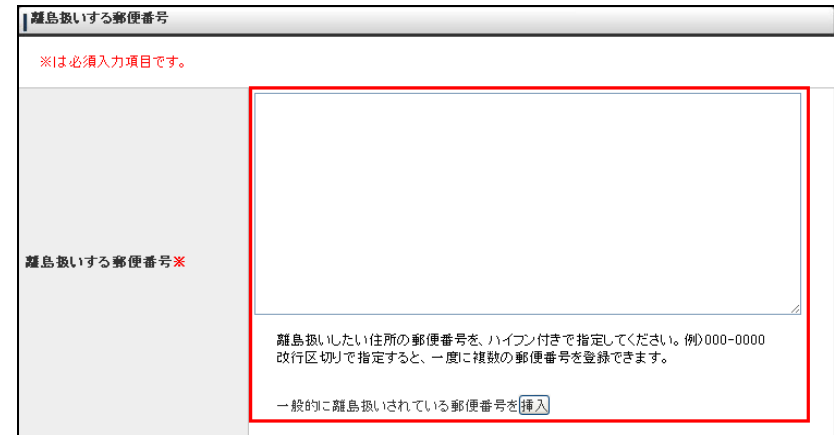 離島扱いする郵便番号
※は必須入力項目です。
離島扱いする郵便番号※
離島扱いしたい住所の郵便番号を、ハイフン付きで指定してください。例)000-0000
改行区切りで指定すると、一度に複数の郵便番号を登録できます。
一般的に離島扱いされている郵便番号を挿入